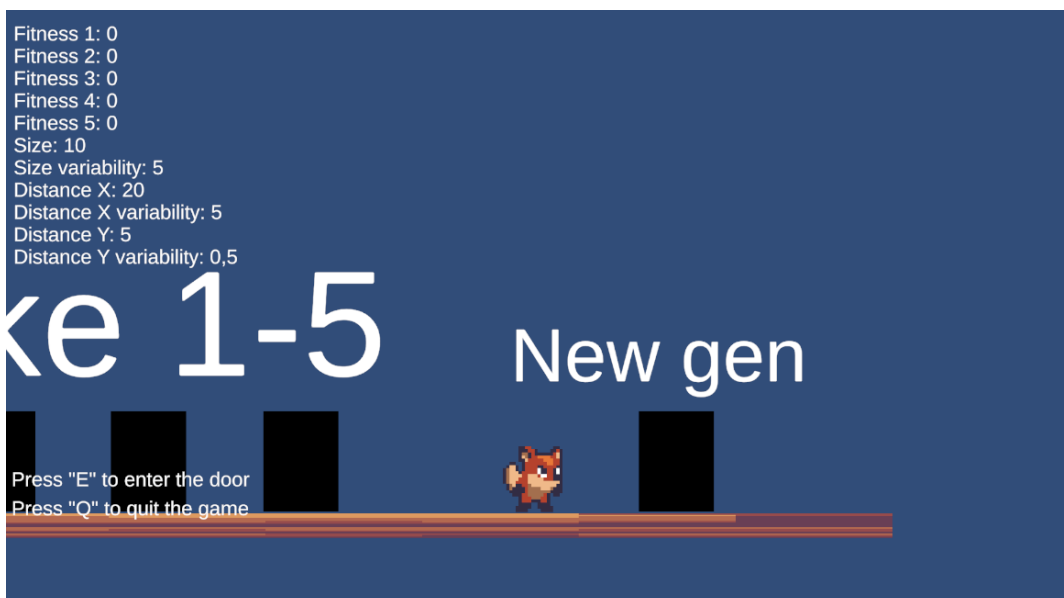 Fitness 1: 0
Fitness 2: 0
Fitness 3: 0
Fitness 4: 0
Fitness 5: 0
Size: 10
Size variability: 5
Distance X: 20
Distance X variability: 5
Distance Y: 5
Distance Y variability: 0,5
ke 1-5
New gen
Press "E" to enter the door
Press "Q" to quit the game